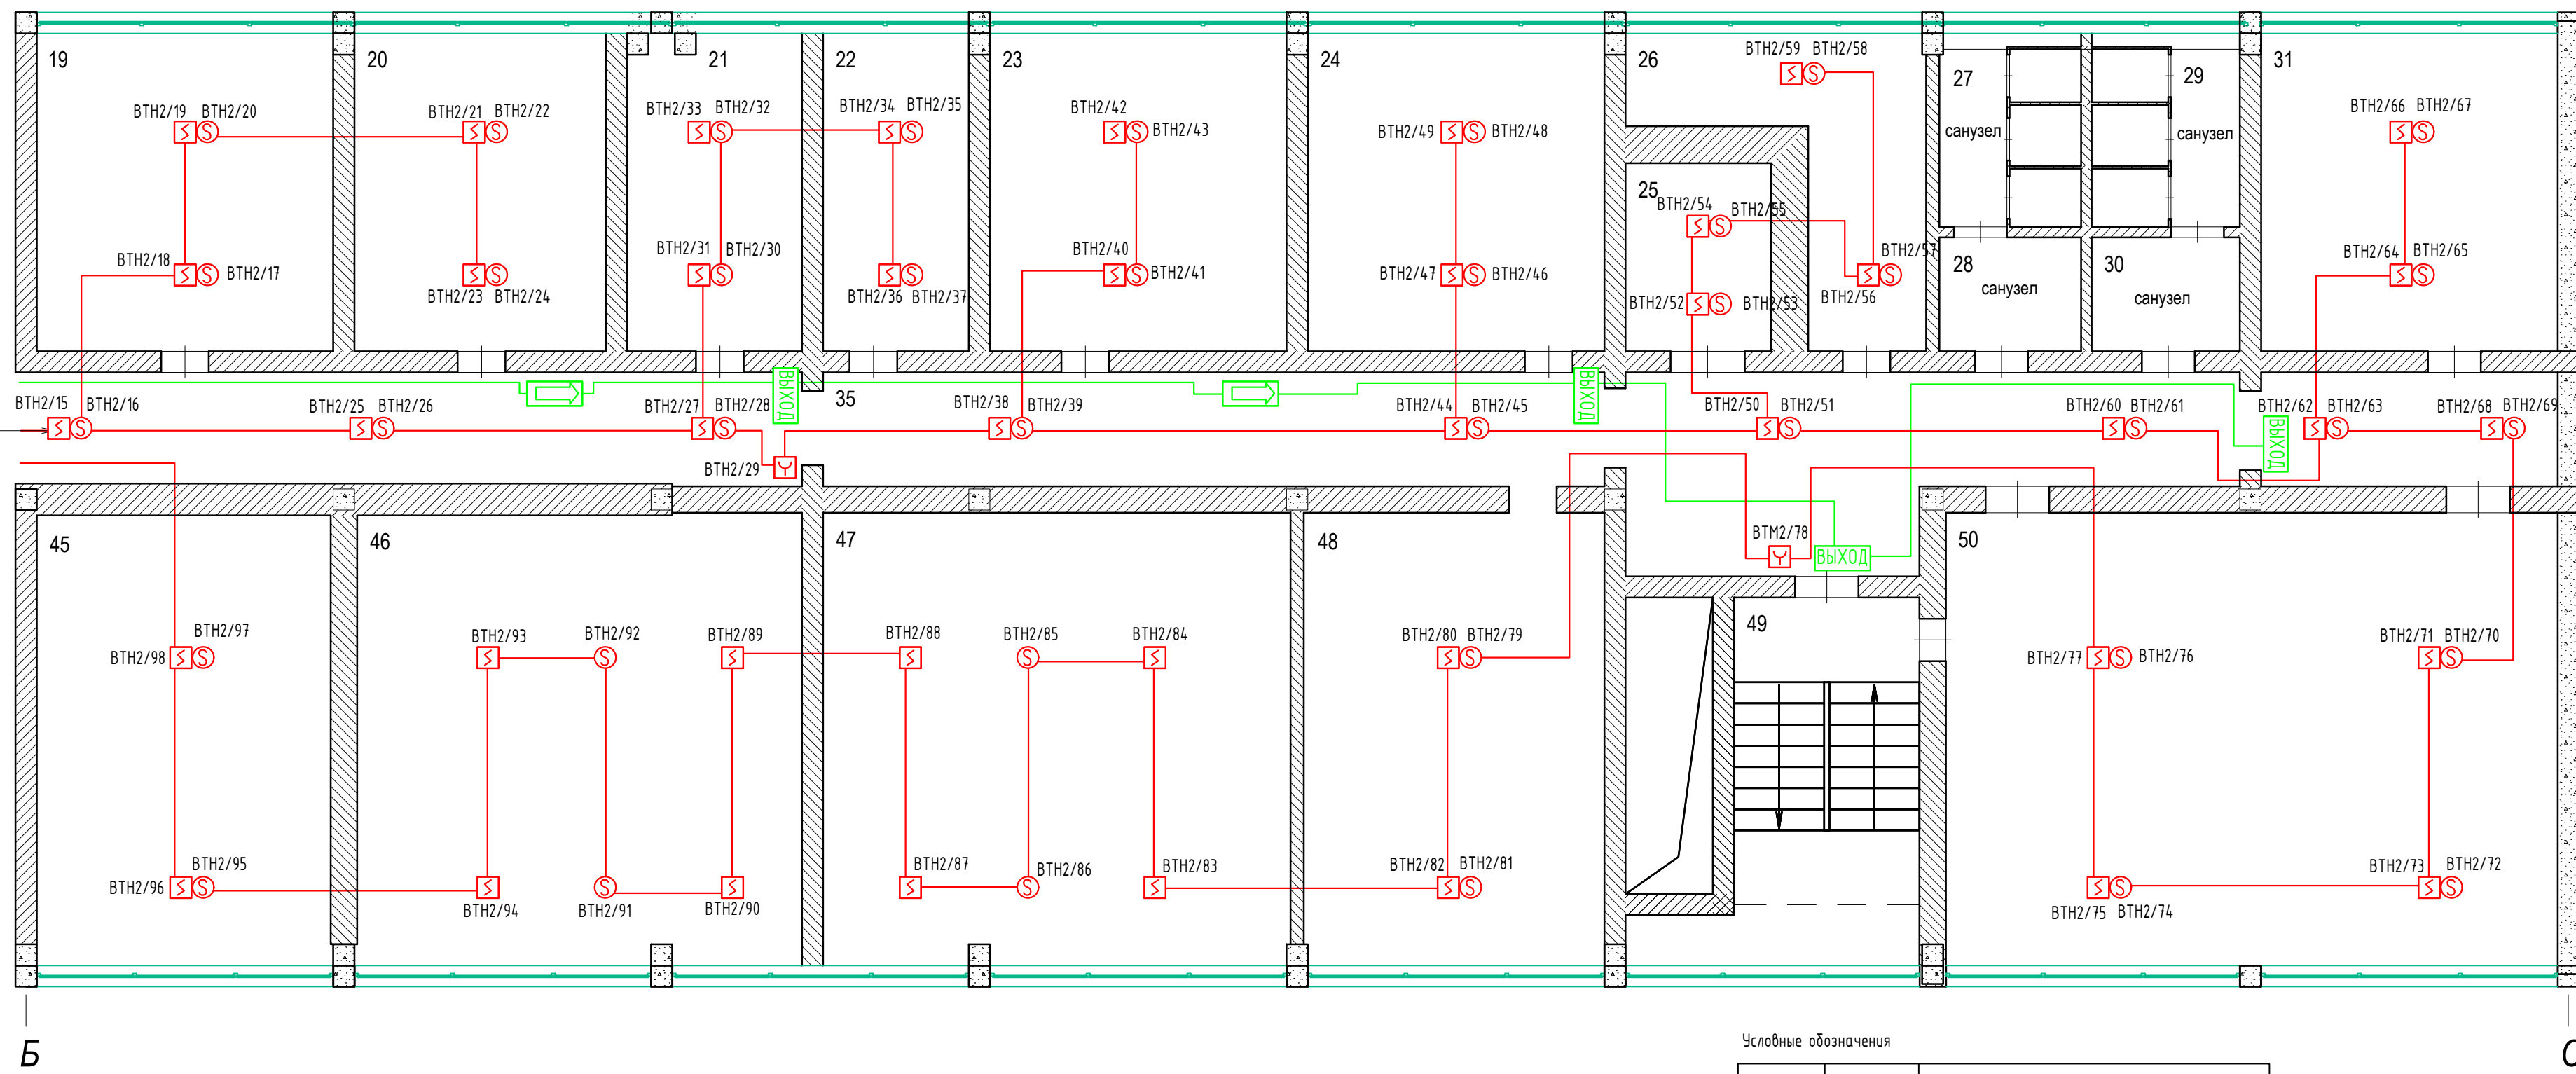 19
20
21
22
23
24
26
27
29
31
ВТН2/59 ВТН2/58
ВТН2/19 ВТН2/20
ВТН2/21 ВТН2/22
ВТН2/33 ВТН2/32
ВТН2/34 ВТН2/35
ВТН2/42
ВТН2/43
ВТН2/49 ВТН2/48
санузел
санузел
ВТН2/66 ВТН2/67
25
ВТН2/54 ВТН2/55
ВТН2/18 ВТН2/17
ВТН2/23 ВТН2/24
ВТН2/31 ВТН2/30
ВТН2/36 ВТН2/37
ВТН2/40
ВТН2/41
ВТН2/47 ВТН2/46
ВТН2/52 ВТН2/53
ВТН2/57
ВТН2/56
28
санузел
30
санузел
ВТН2/64 ВТН2/65
ВЫХОД
35
ВЫХОД
ВТН2/15 ВТН2/16
ВТН2/25 ВТН2/26
ВТН2/27 ВТН2/28
ВТН2/38 ВТН2/39
ВТН2/44 ВТН2/45
ВТН2/50 ВТН2/51
ВТН2/60 ВТН2/61
ВТН2/62 ВТН2/63
ВЫХОД
ВТН2/68 ВТН2/69
ВТН2/29
45
46
47
48
ВТМ2/78
ВЫХОД
50
49
ВТН2/97
ВТН2/98
ВТН2/93
ВТН2/92
ВТН2/89
ВТН2/88
ВТН2/85
ВТН2/84
ВТН2/80 ВТН2/79
ВТН2/77 ВТН2/76
ВТН2/71 ВТН2/70
ВТН2/95
ВТН2/96
ВТН2/94
ВТН2/91
ВТН2/90
ВТН2/87
ВТН2/86
ВТН2/83
ВТН2/82 ВТН2/81
ВТН2/75 ВТН2/74
ВТН2/73 ВТН2/72
Б
Условные обозначения